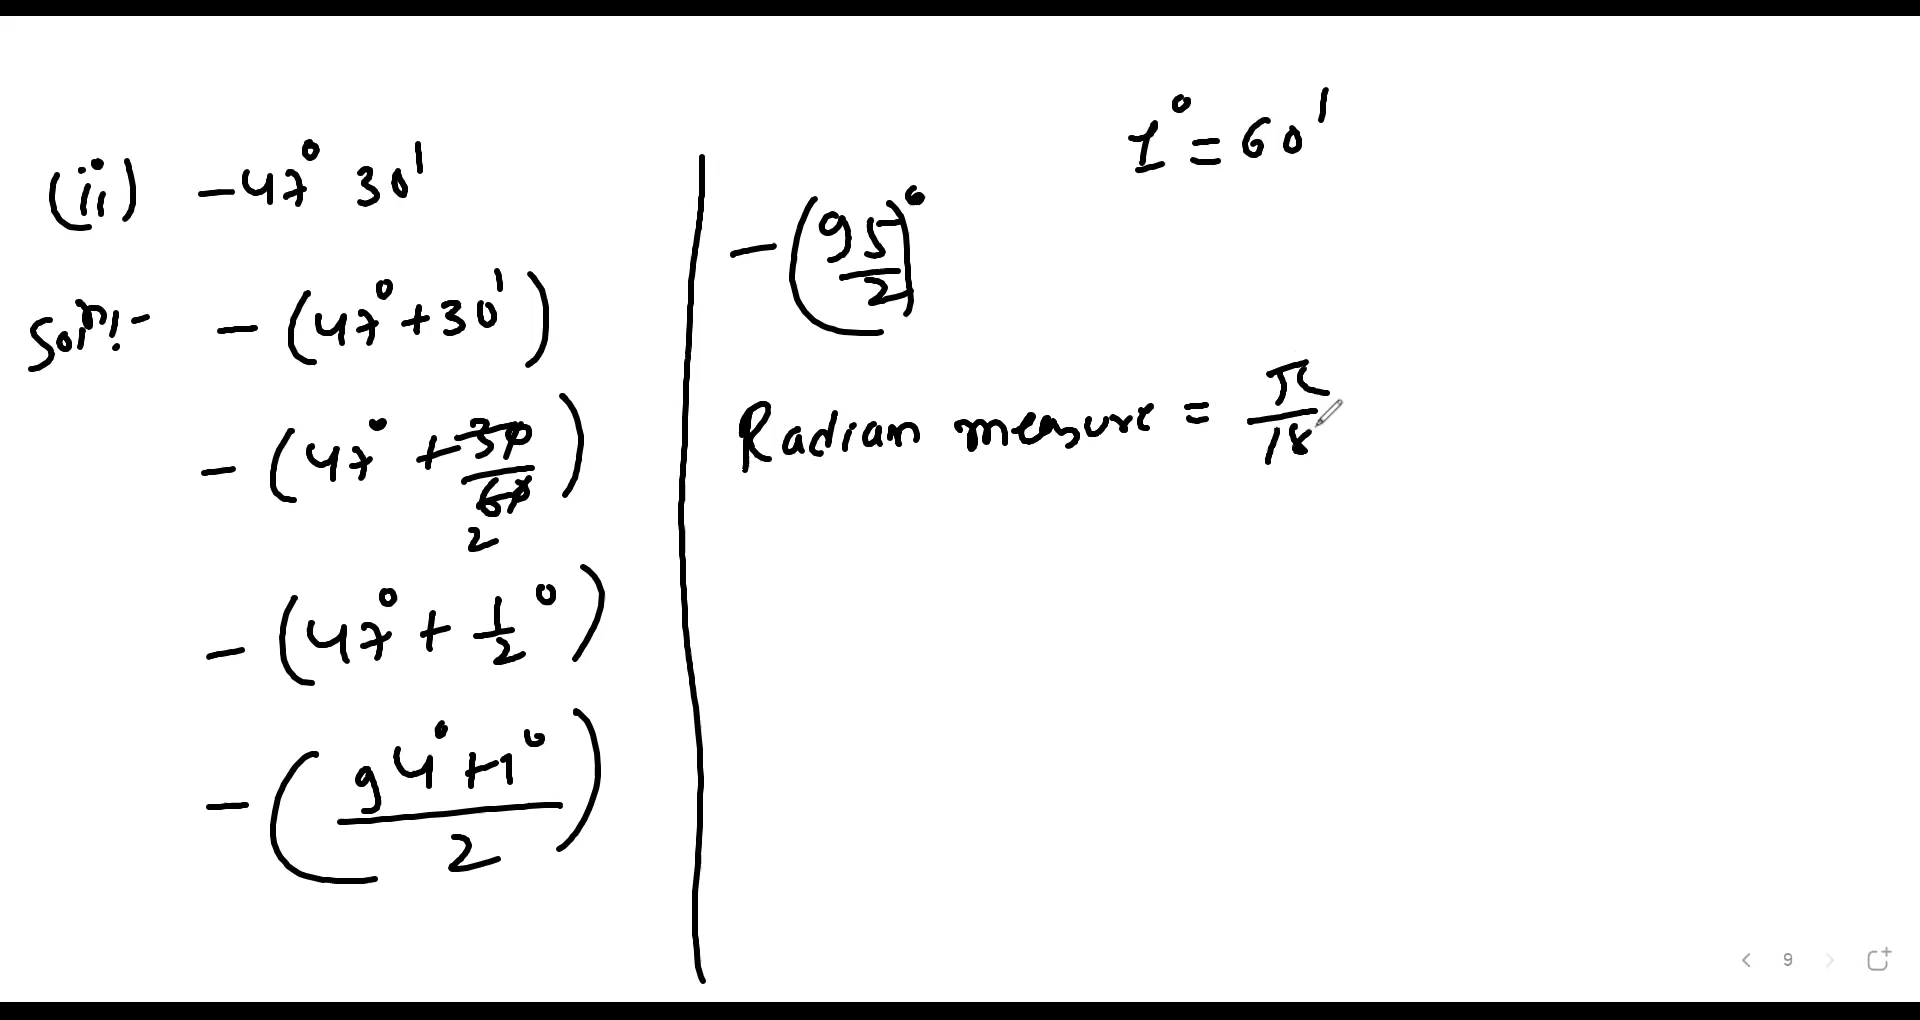 (ii) -47° 30'
Solⁿ:- -(47° + 30')
-(47° + 30/60)
2
-(47° + 1/2°)
-((94° + 1°)/2)
1° = 60'
-(95/2)°
Radian measure = π/18
9